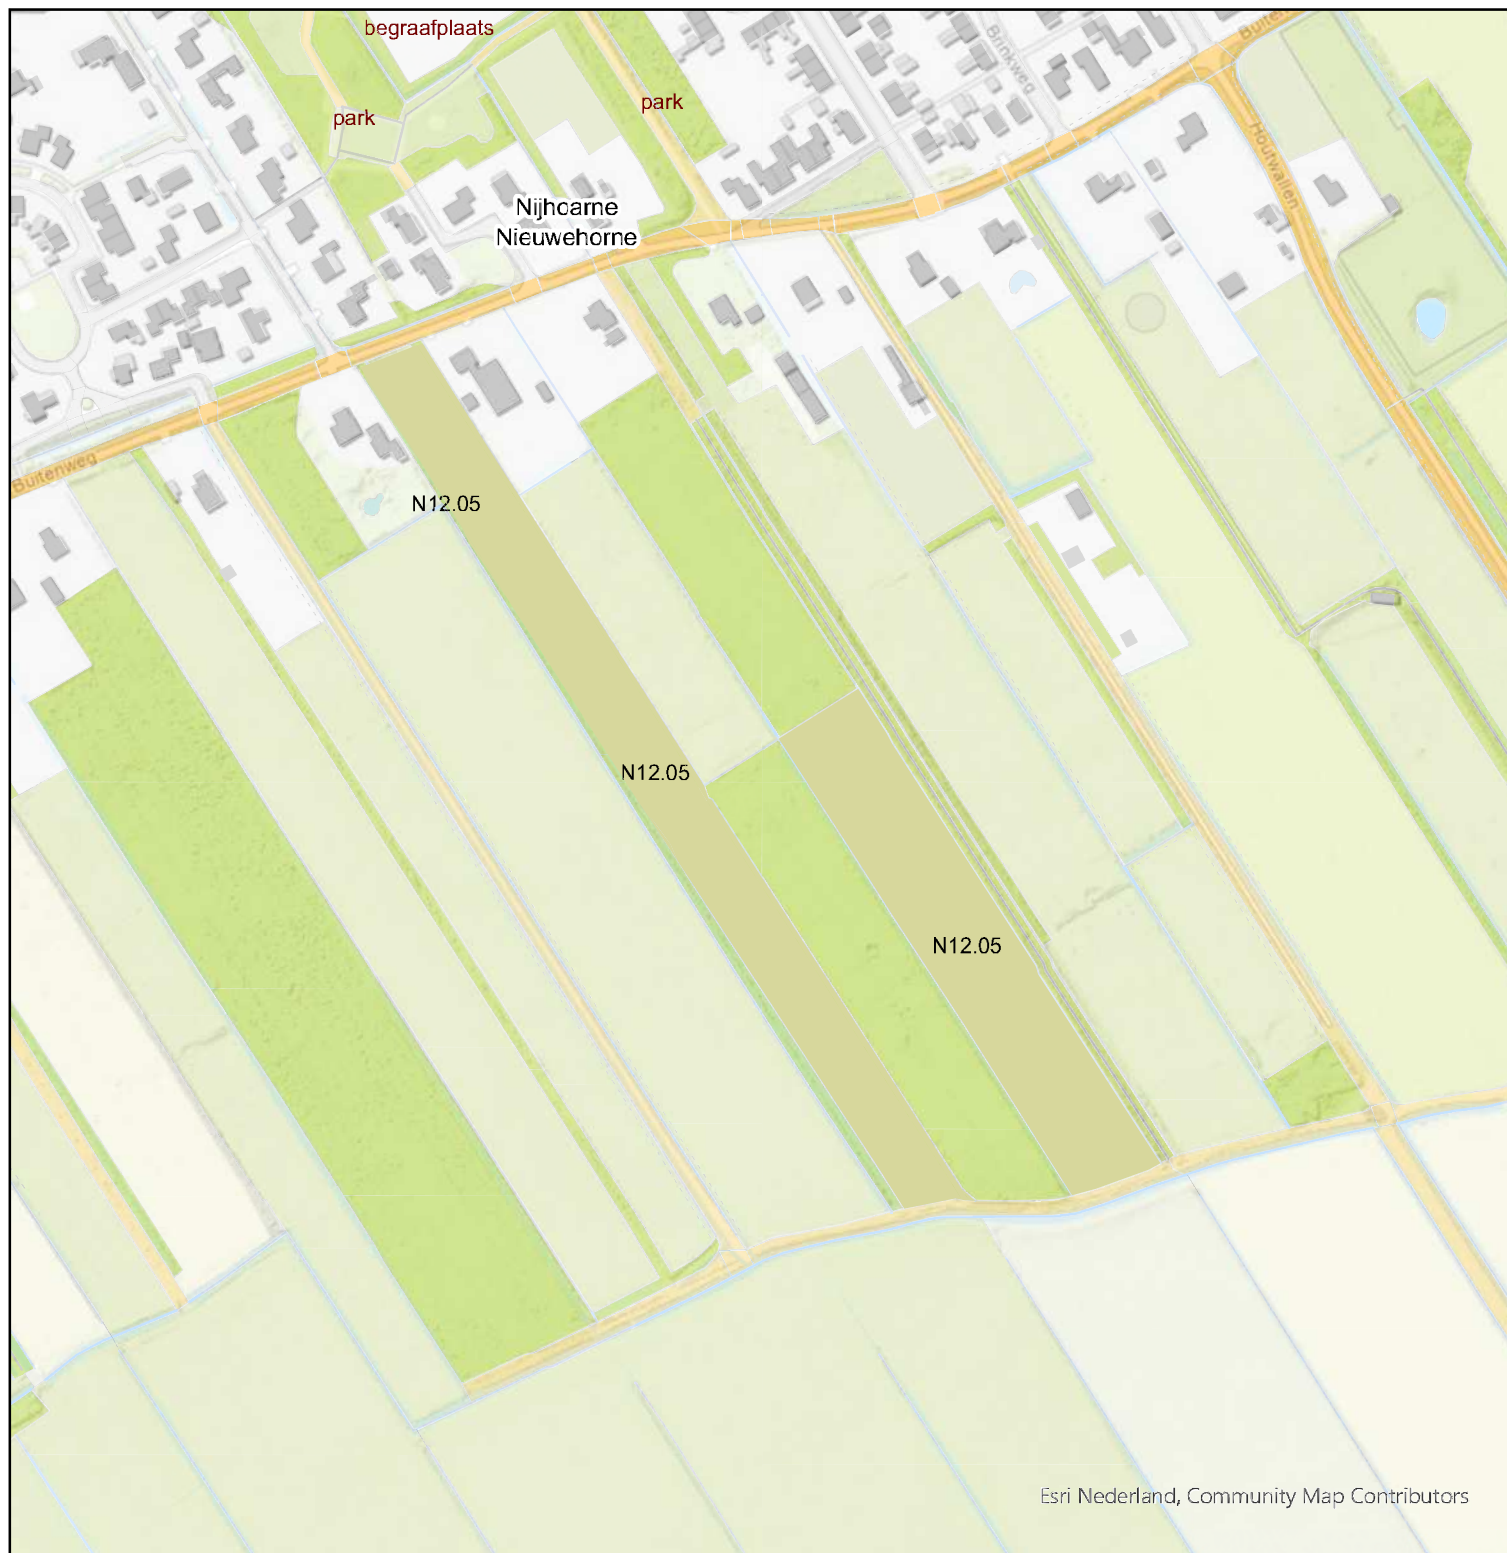 begraafplaats
park
park
Brinkweg
Houtwallen
Nijhoarne
Nieuwehorne
Buitenweg
N12.05
N12.05
N12.05
Esri Nederland, Community Map Contributors